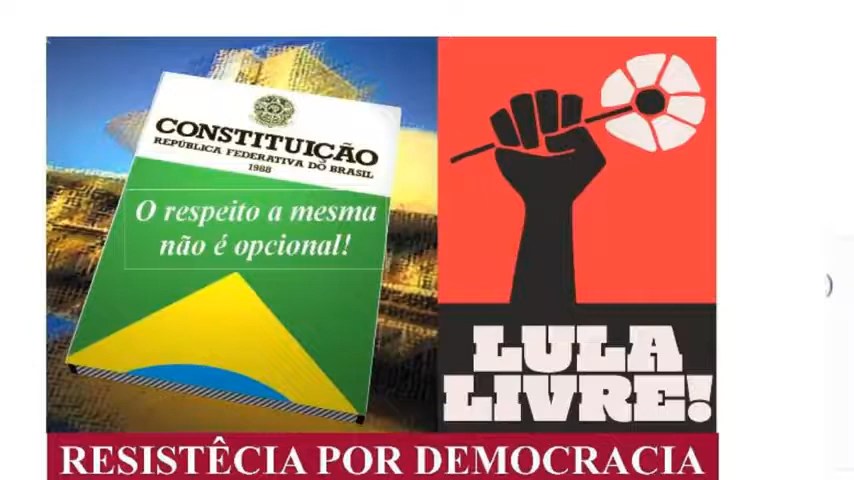 CONSTITUIÇÃO
REPÚBLICA FEDERATIVA DO BRASIL
1988
O respeito a mesma
não é opcional!
LULA
LIVRE!
RESISTÊCIA POR DEMOCRACIA